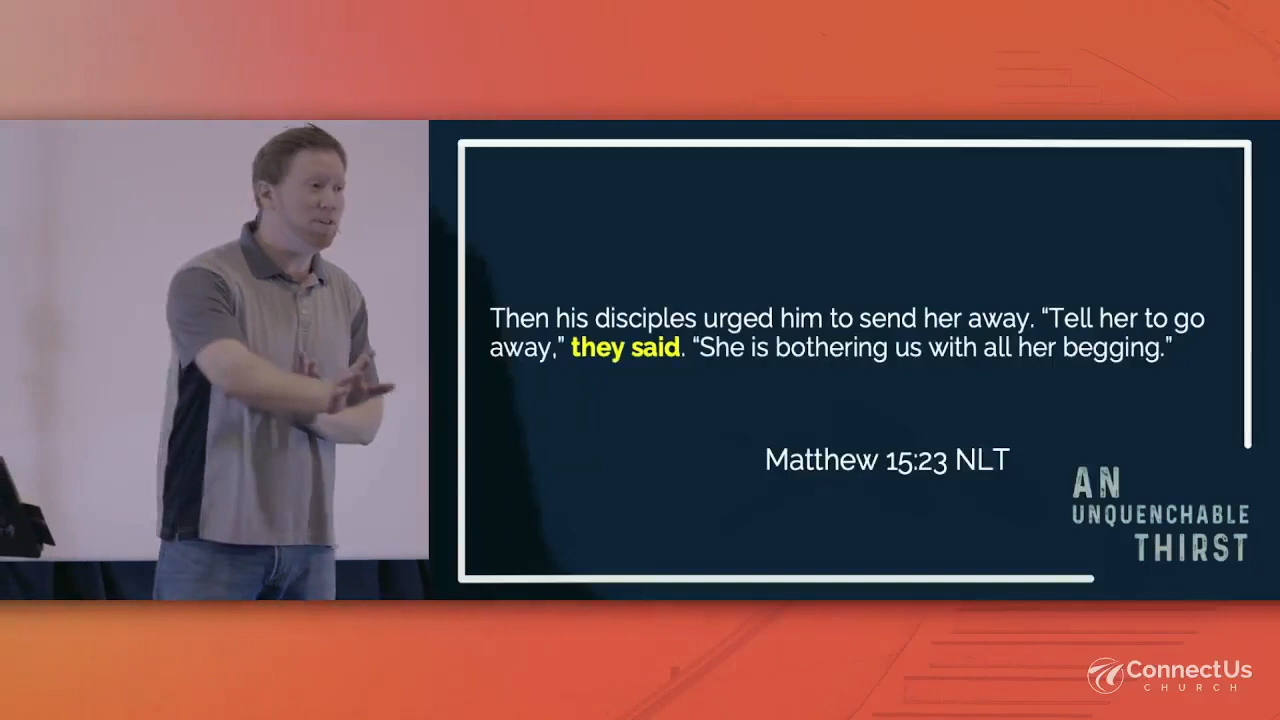 Then his disciples urged him to send her away. “Tell her to go
away,” they said. “She is bothering us with all her begging.”
Matthew 15:23 NLT
AN
UNQUENCHABLE
THIRST
ConnectUs
CHURCH